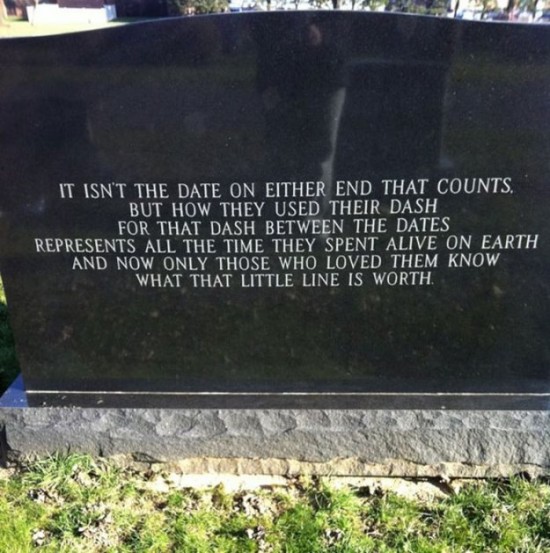 IT ISN'T THE DATE ON EITHER END THAT COUNTS,
BUT HOW THEY USED THEIR DASH
FOR THAT DASH BETWEEN THE DATES
REPRESENTS ALL THE TIME THEY SPENT ALIVE ON EARTH
AND NOW ONLY THOSE WHO LOVED THEM KNOW
WHAT THAT LITTLE LINE IS WORTH.